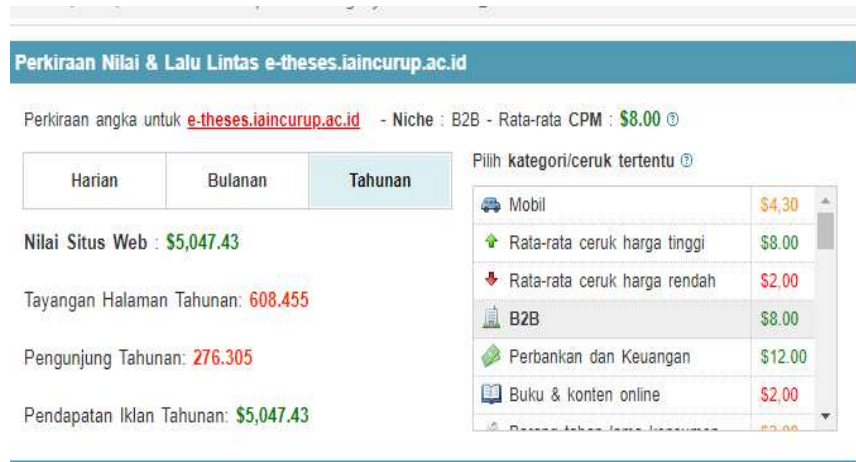 Perkiraan Nilai & Lalu Lintas e-theses.iaincurup.ac.id
Perkiraan angka untuk e-theses.iaincurup.ac.id - Niche : B2B - Rata-rata CPM : $8.00
Harian Bulanan Tahunan
Nilai Situs Web : $5,047.43
Tayangan Halaman Tahunan: 608.455
Pengunjung Tahunan: 276.305
Pendapatan Iklan Tahunan: $5,047.43
Pilih kategori/ceruk tertentu
Mobil $4,30
Rata-rata ceruk harga tinggi $8.00
Rata-rata ceruk harga rendah $2,00
B2B $8.00
Perbankan dan Keuangan $12.00
Buku & konten online $2,00